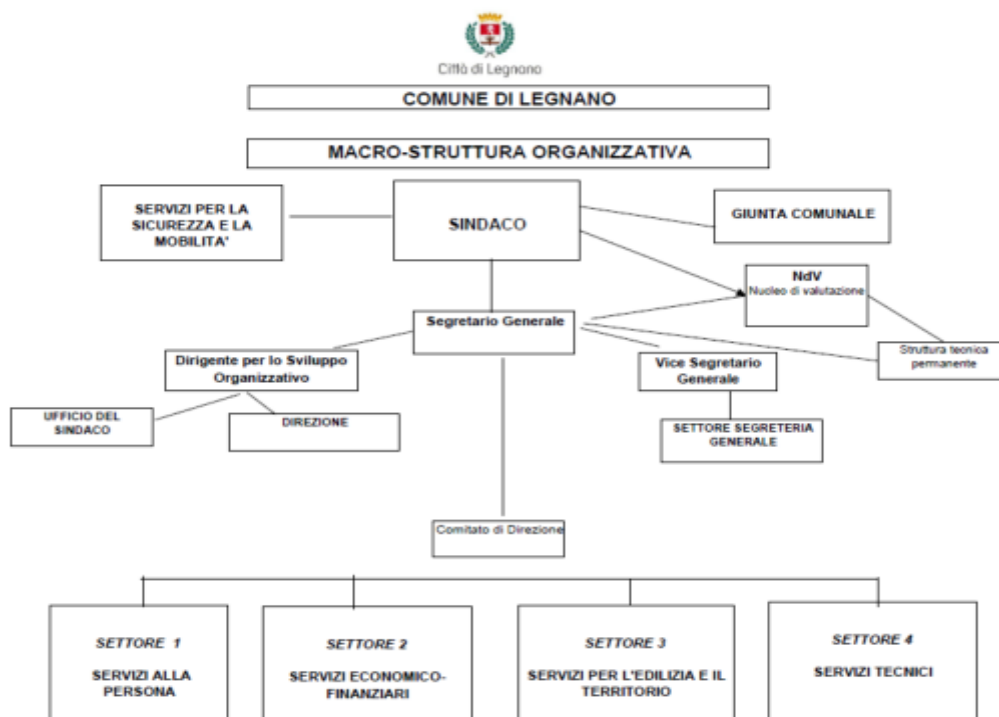 Città di Legnano
COMUNE DI LEGNANO
MACRO-STRUTTURA ORGANIZZATIVA
SERVIZI PER LA
SICUREZZA E LA
MOBILITA'
SINDACO
GIUNTA COMUNALE
NdV
Nucleo di valutazione
Segretario Generale
Struttura tecnica
permanente
Dirigente per lo Sviluppo
Organizzativo
Vice Segretario
Generale
UFFICIO DEL
SINDACO
DIREZIONE
SETTORE SEGRETERIA
GENERALE
Comitato di Direzione
SETTORE 1
SERVIZI ALLA
PERSONA
SETTORE 2
SERVIZI ECONOMICO-
FINANZIARI
SETTORE 3
SERVIZI PER L'EDILIZIA E IL
TERRITORIO
SETTORE 4
SERVIZI TECNICI